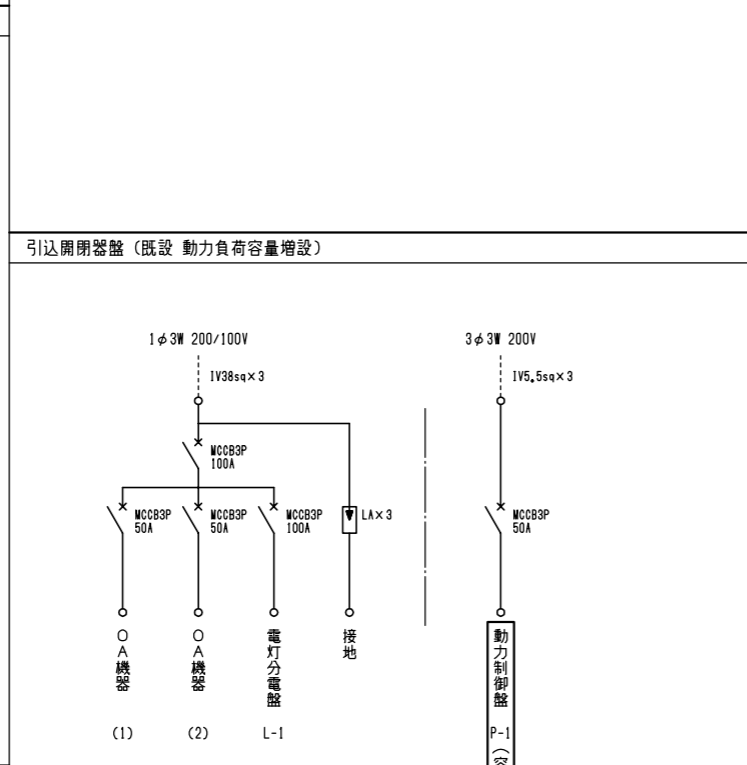 引込開閉器盤（既設 動力負荷容量増設）
1φ3W 200/100V
3φ3W 200V
IV38sq×3
IV5.5sq×3
MCCB3P
100A
MCCB3P
50A
MCCB3P
50A
MCCB3P
100A
LA×3
MCCB3P
50A
OA機器
(1)
OA機器
(2)
電灯分電盤
L-1
接地
動力制御盤
P-1（容